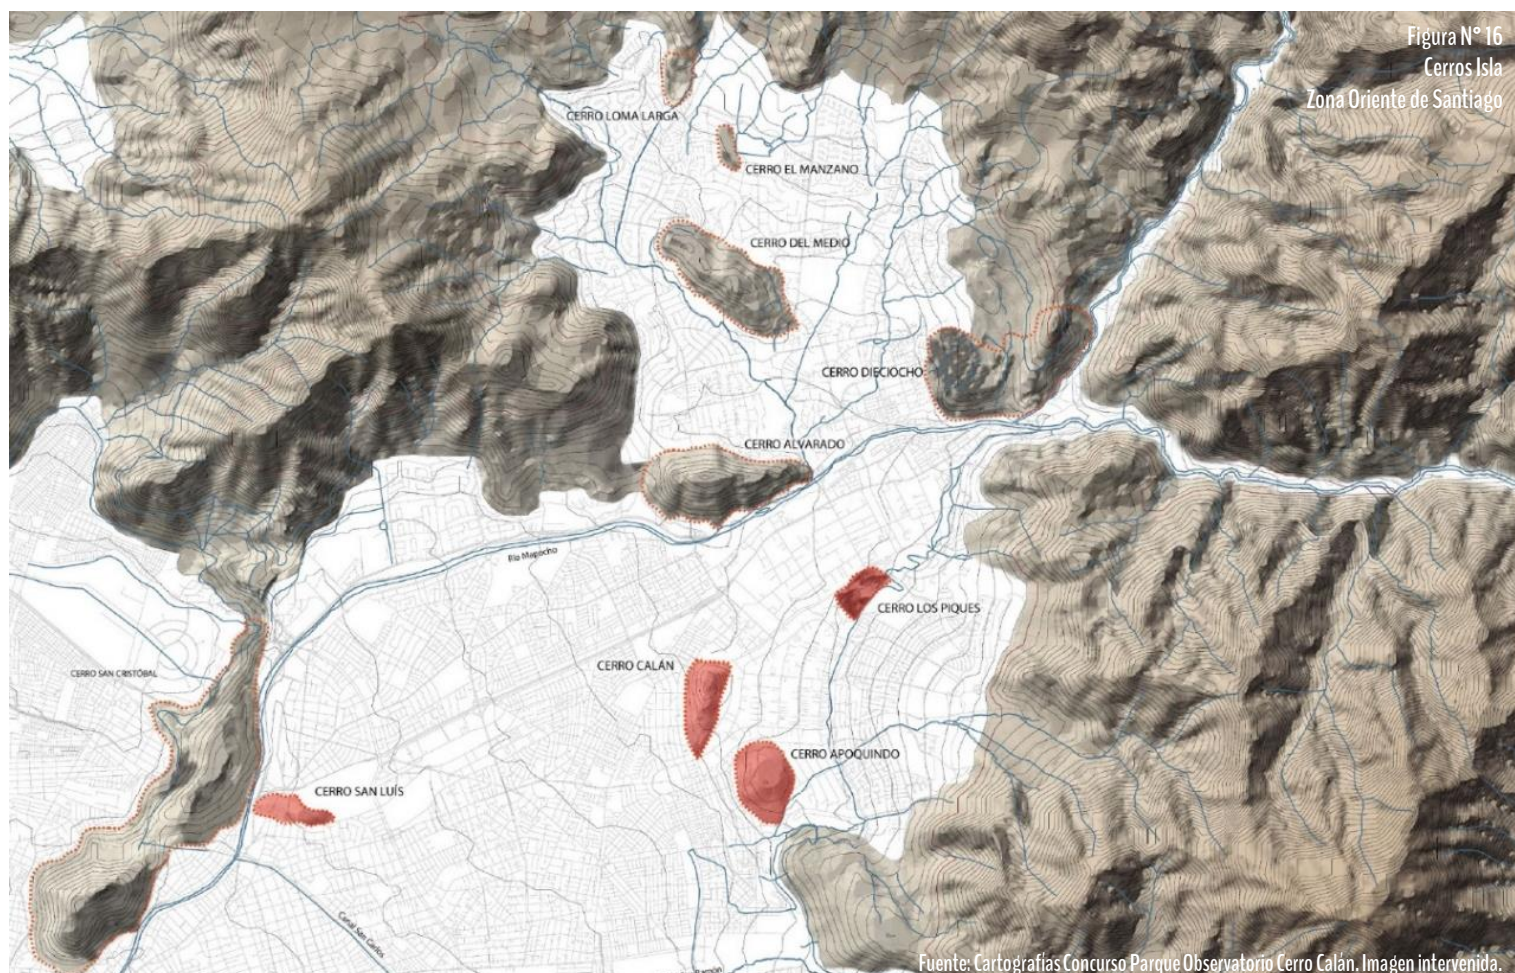 Figura N° 16
Cerros Isla
Zona Oriente de Santiago
CERRO LOMA LARGA
CERRO EL MANZANO
CERRO DEL MEDIO
CERRO DIECIOCHO
CERRO ALVARADO
Río Mapocho
CERRO LOS PIQUES
CERRO CALÁN
CERRO SAN CRISTÓBAL
CERRO APOQUINDO
CERRO SAN LUÍS
Canal San Carlos
Fuente: Cartografías Concurso Parque Observatorio Cerro Calán. Imagen intervenida.